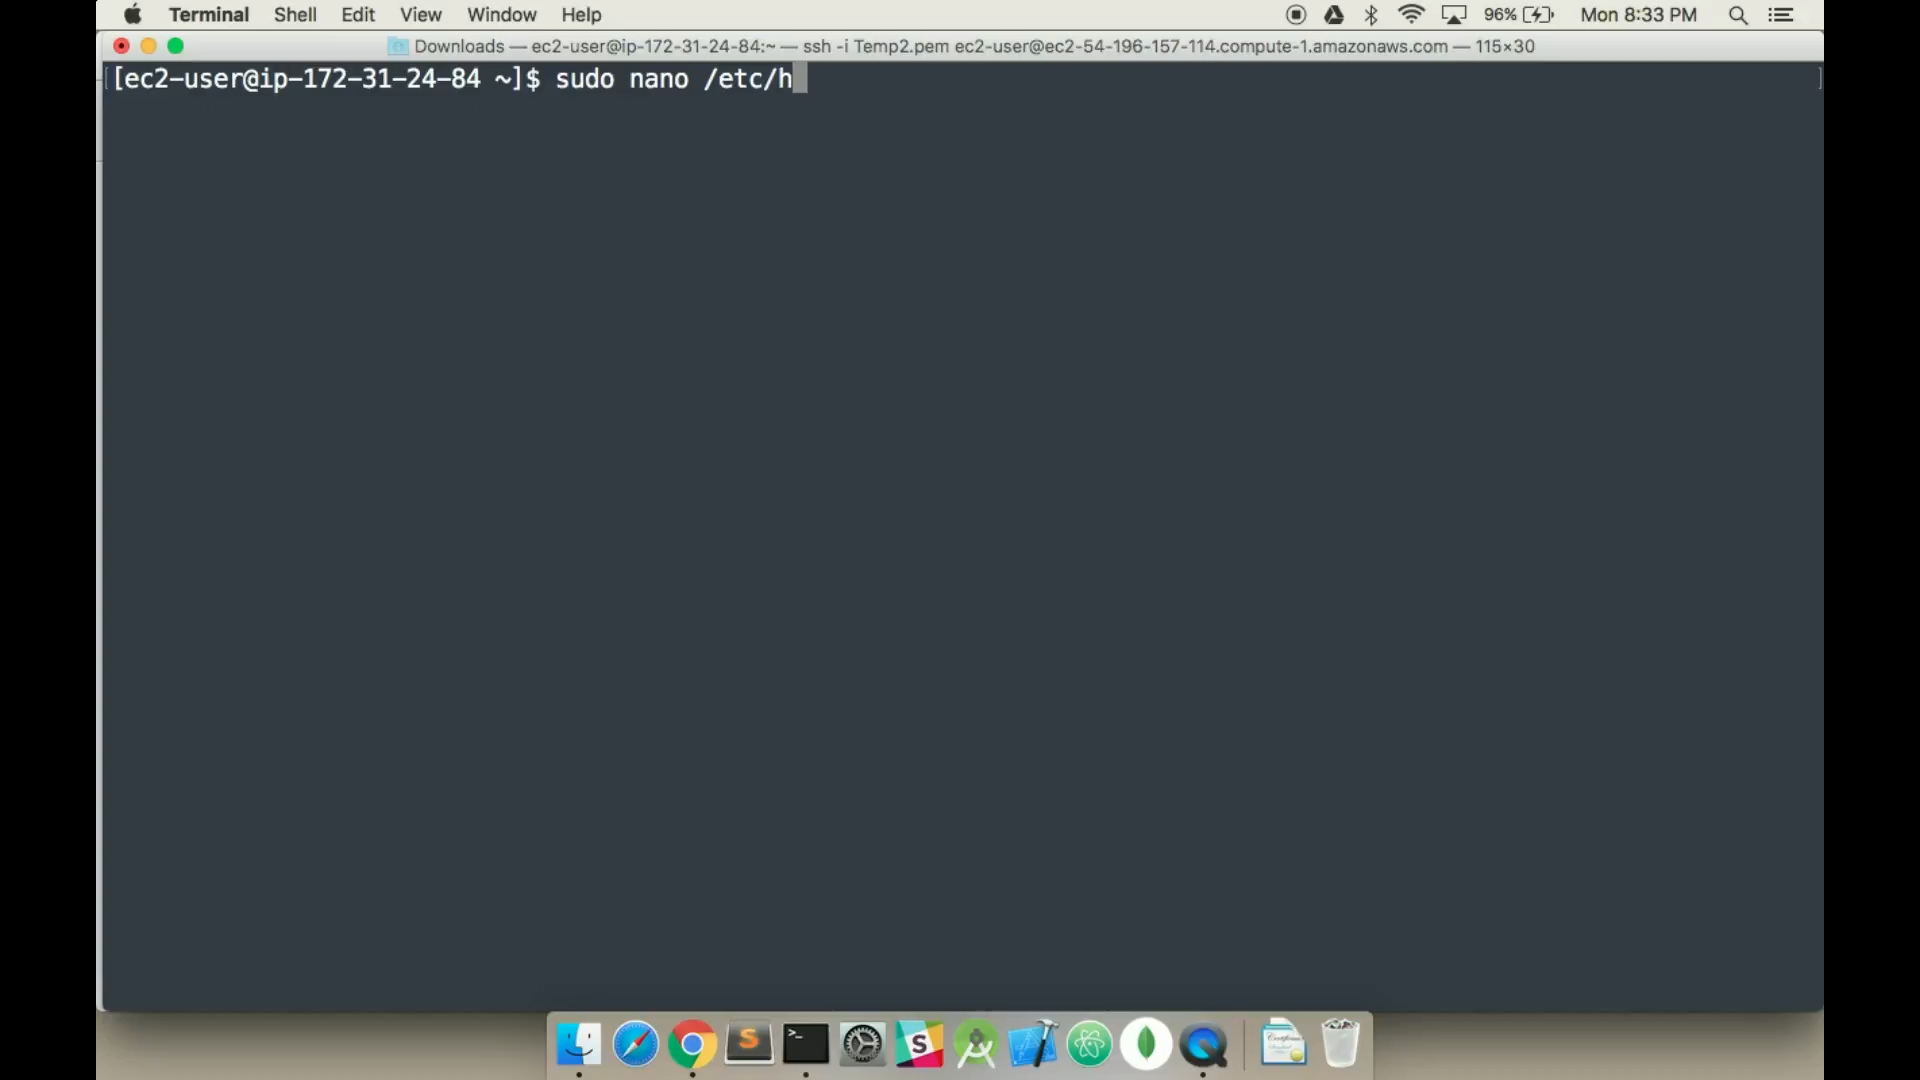 Terminal Shell Edit View Window Help 96% Mon 8:33 PM
Downloads — ec2-user@ip-172-31-24-84:~ — ssh -i Temp2.pem ec2-user@ec2-54-196-157-114.compute-1.amazonaws.com — 115×30
[ec2-user@ip-172-31-24-84 ~]$ sudo nano /etc/h